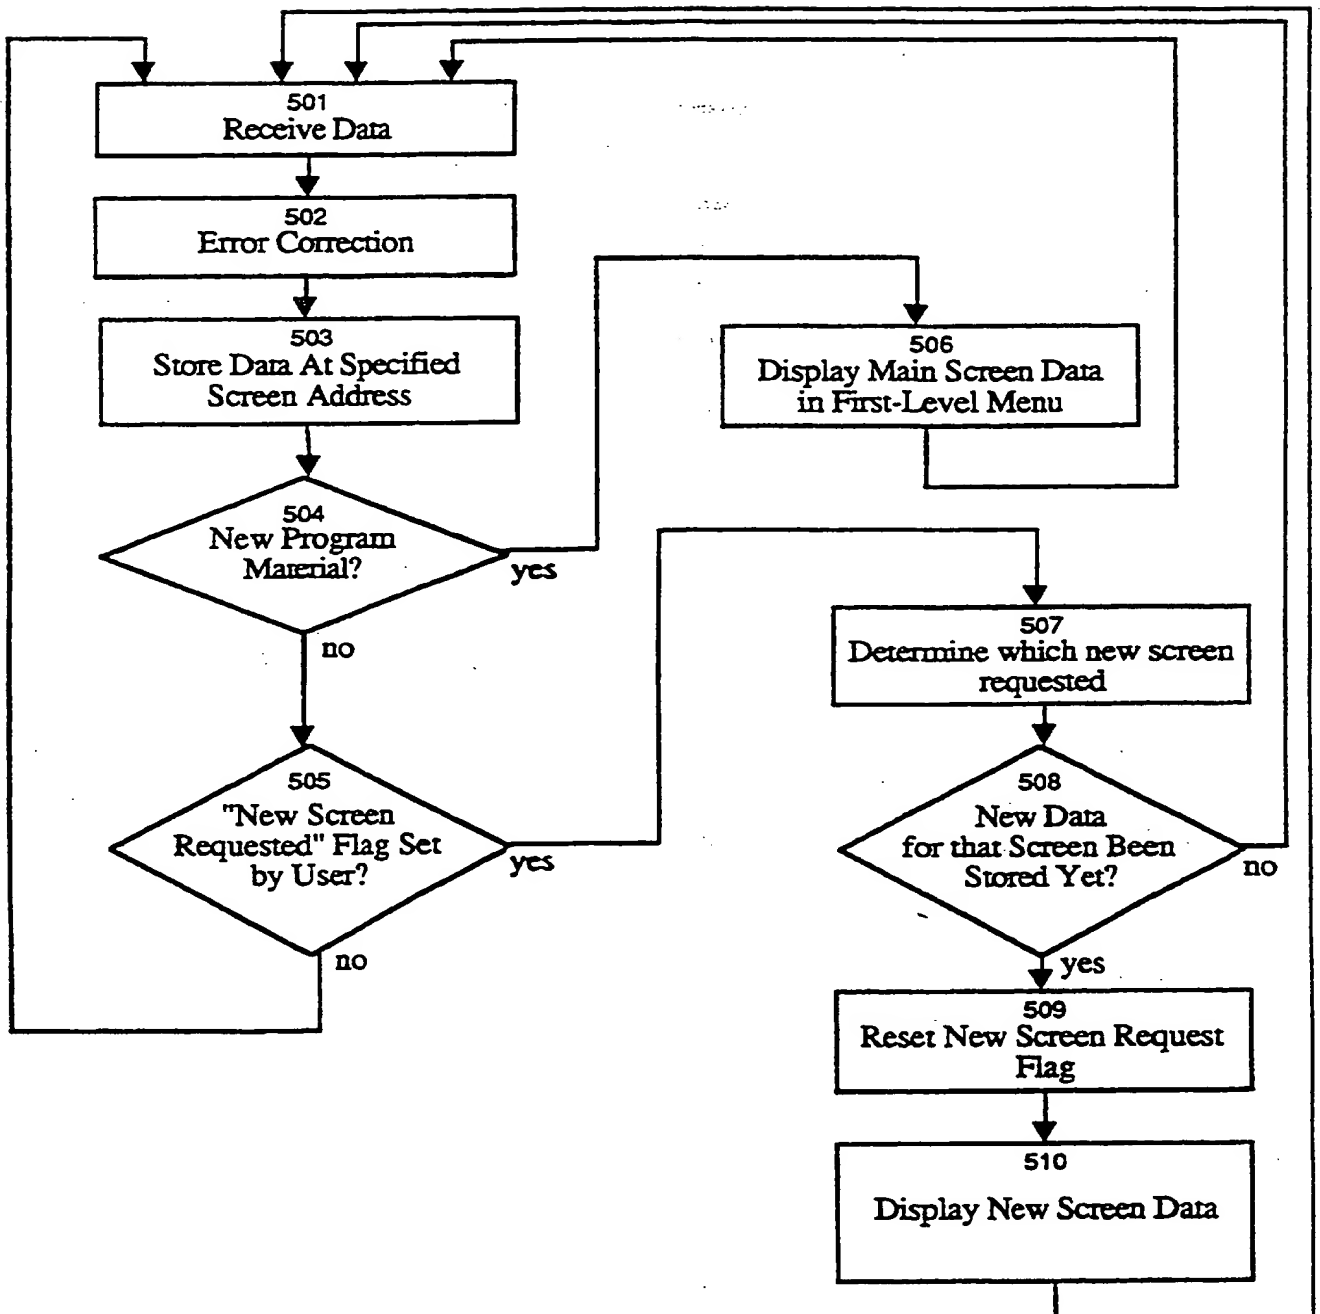 501
Receive Data
502
Error Correction
503
Store Data At Specified
Screen Address
504
New Program
Material?
yes
no
505
"New Screen
Requested" Flag Set
by User?
yes
no
506
Display Main Screen Data
in First-Level Menu
507
Determine which new screen
requested
508
New Data
for that Screen Been
Stored Yet?
no
yes
509
Reset New Screen Request
Flag
510
Display New Screen Data